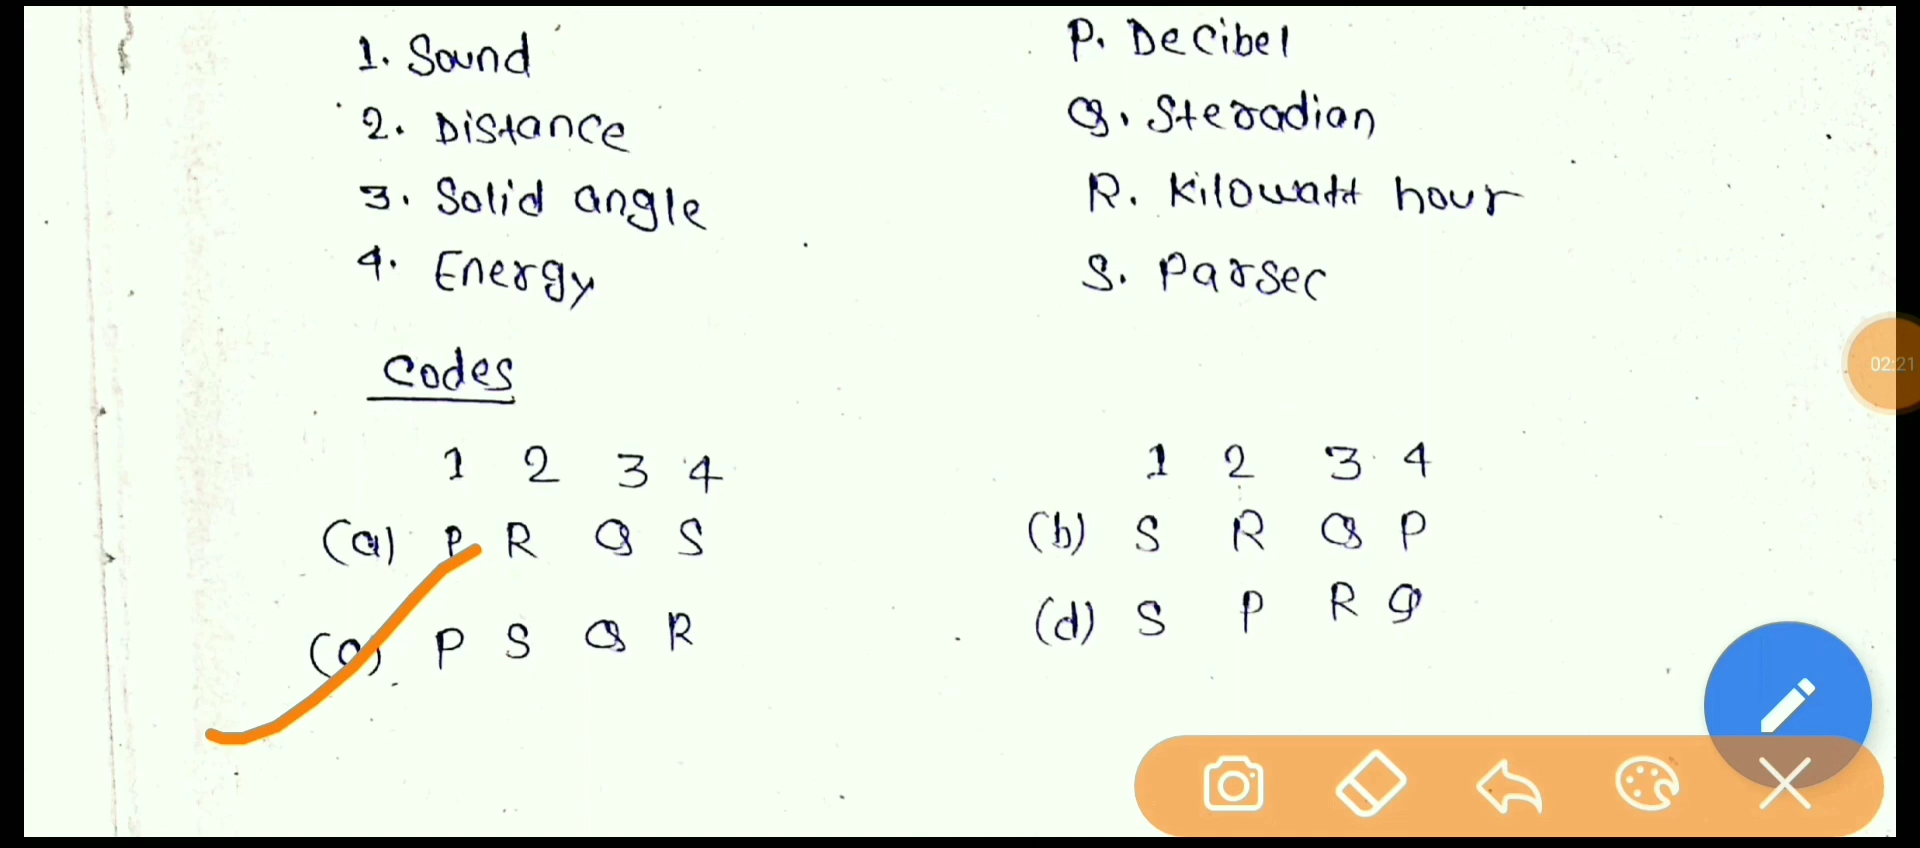 1. Sound P. Decibel
2. Distance Q. Steradian
3. Solid angle R. Kilowatt hour
4. Energy S. Parsec
Codes
1 2 3 4 1 2 3 4
(a) P R Q S (b) S R Q P
(c) P S Q R (d) S P R Q
02:21